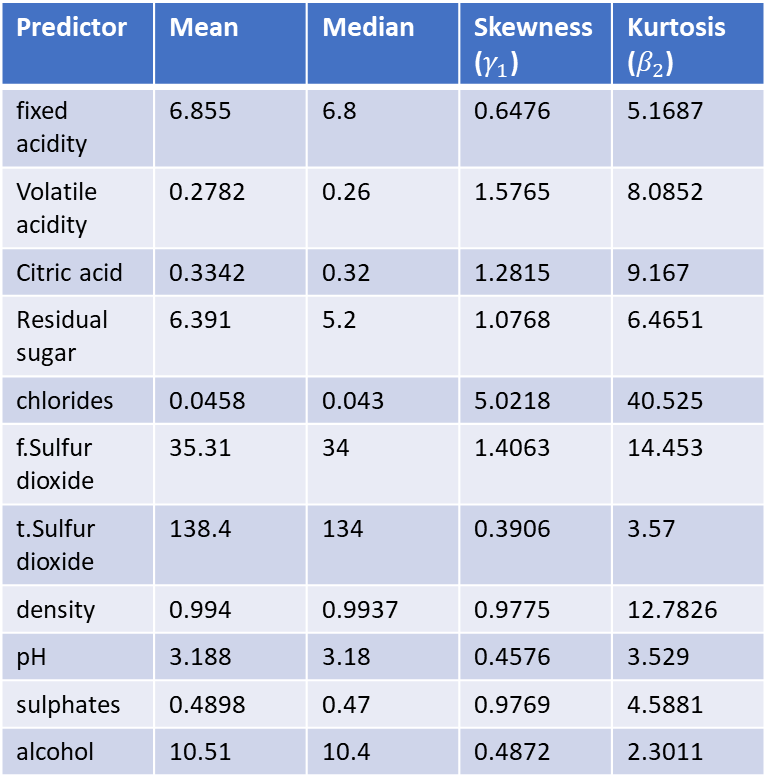 Predictor Mean Median Skewness (γ₁) Kurtosis (β₂)
fixed acidity 6.855 6.8 0.6476 5.1687
Volatile acidity 0.2782 0.26 1.5765 8.0852
Citric acid 0.3342 0.32 1.2815 9.167
Residual sugar 6.391 5.2 1.0768 6.4651
chlorides 0.0458 0.043 5.0218 40.525
f.Sulfur dioxide 35.31 34 1.4063 14.453
t.Sulfur dioxide 138.4 134 0.3906 3.57
density 0.994 0.9937 0.9775 12.7826
pH 3.188 3.18 0.4576 3.529
sulphates 0.4898 0.47 0.9769 4.5881
alcohol 10.51 10.4 0.4872 2.3011